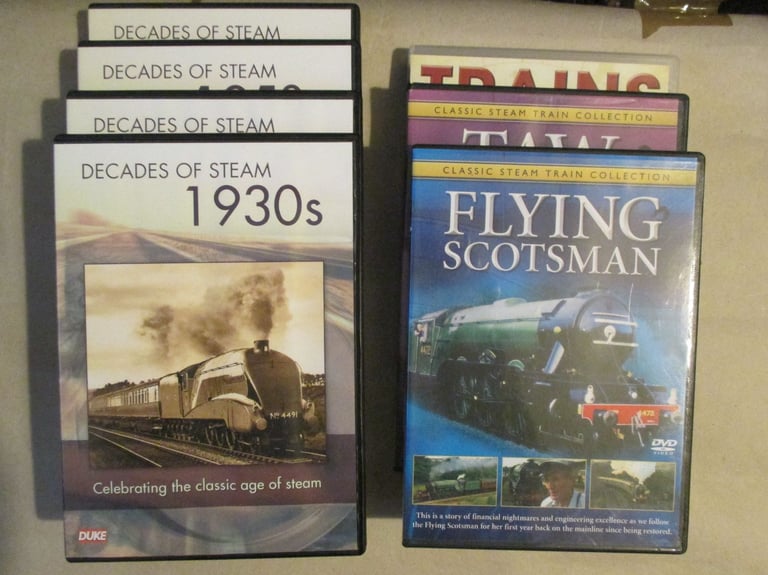 DECADES OF STEAM
DECADES OF STEAM
DECADES OF STEAM
DECADES OF STEAM
1930s
No 4491
Celebrating the classic age of steam
DUKE
TRAINS
CLASSIC STEAM TRAIN COLLECTION
CLASSIC STEAM TRAIN COLLECTION
FLYING
SCOTSMAN
4472
4472
DVD
VIDEO
This is a story of financial nightmares and engineering excellence as we follow
the Flying Scotsman for her first year back on the mainline since being restored.